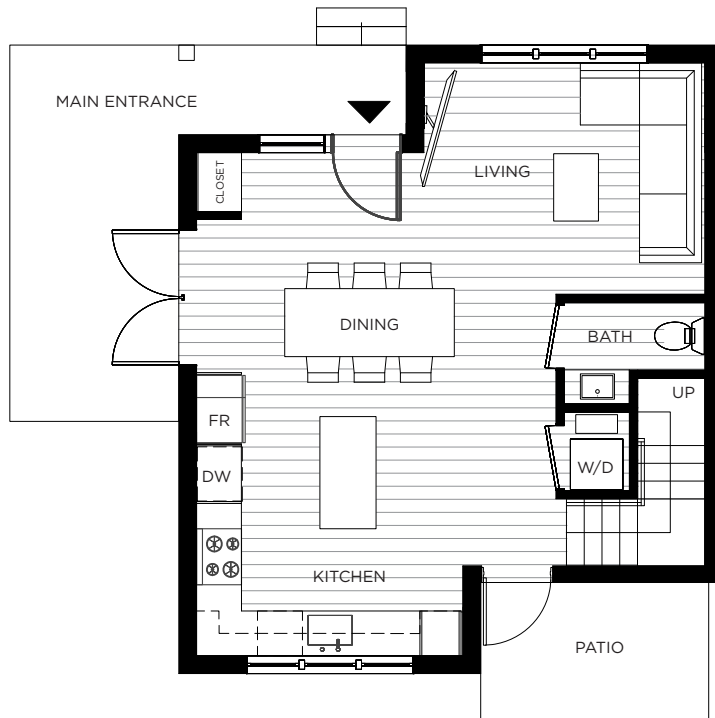 MAIN ENTRANCE
CLOSET
LIVING
DINING
BATH
UP
FR
DW
W/D
KITCHEN
PATIO